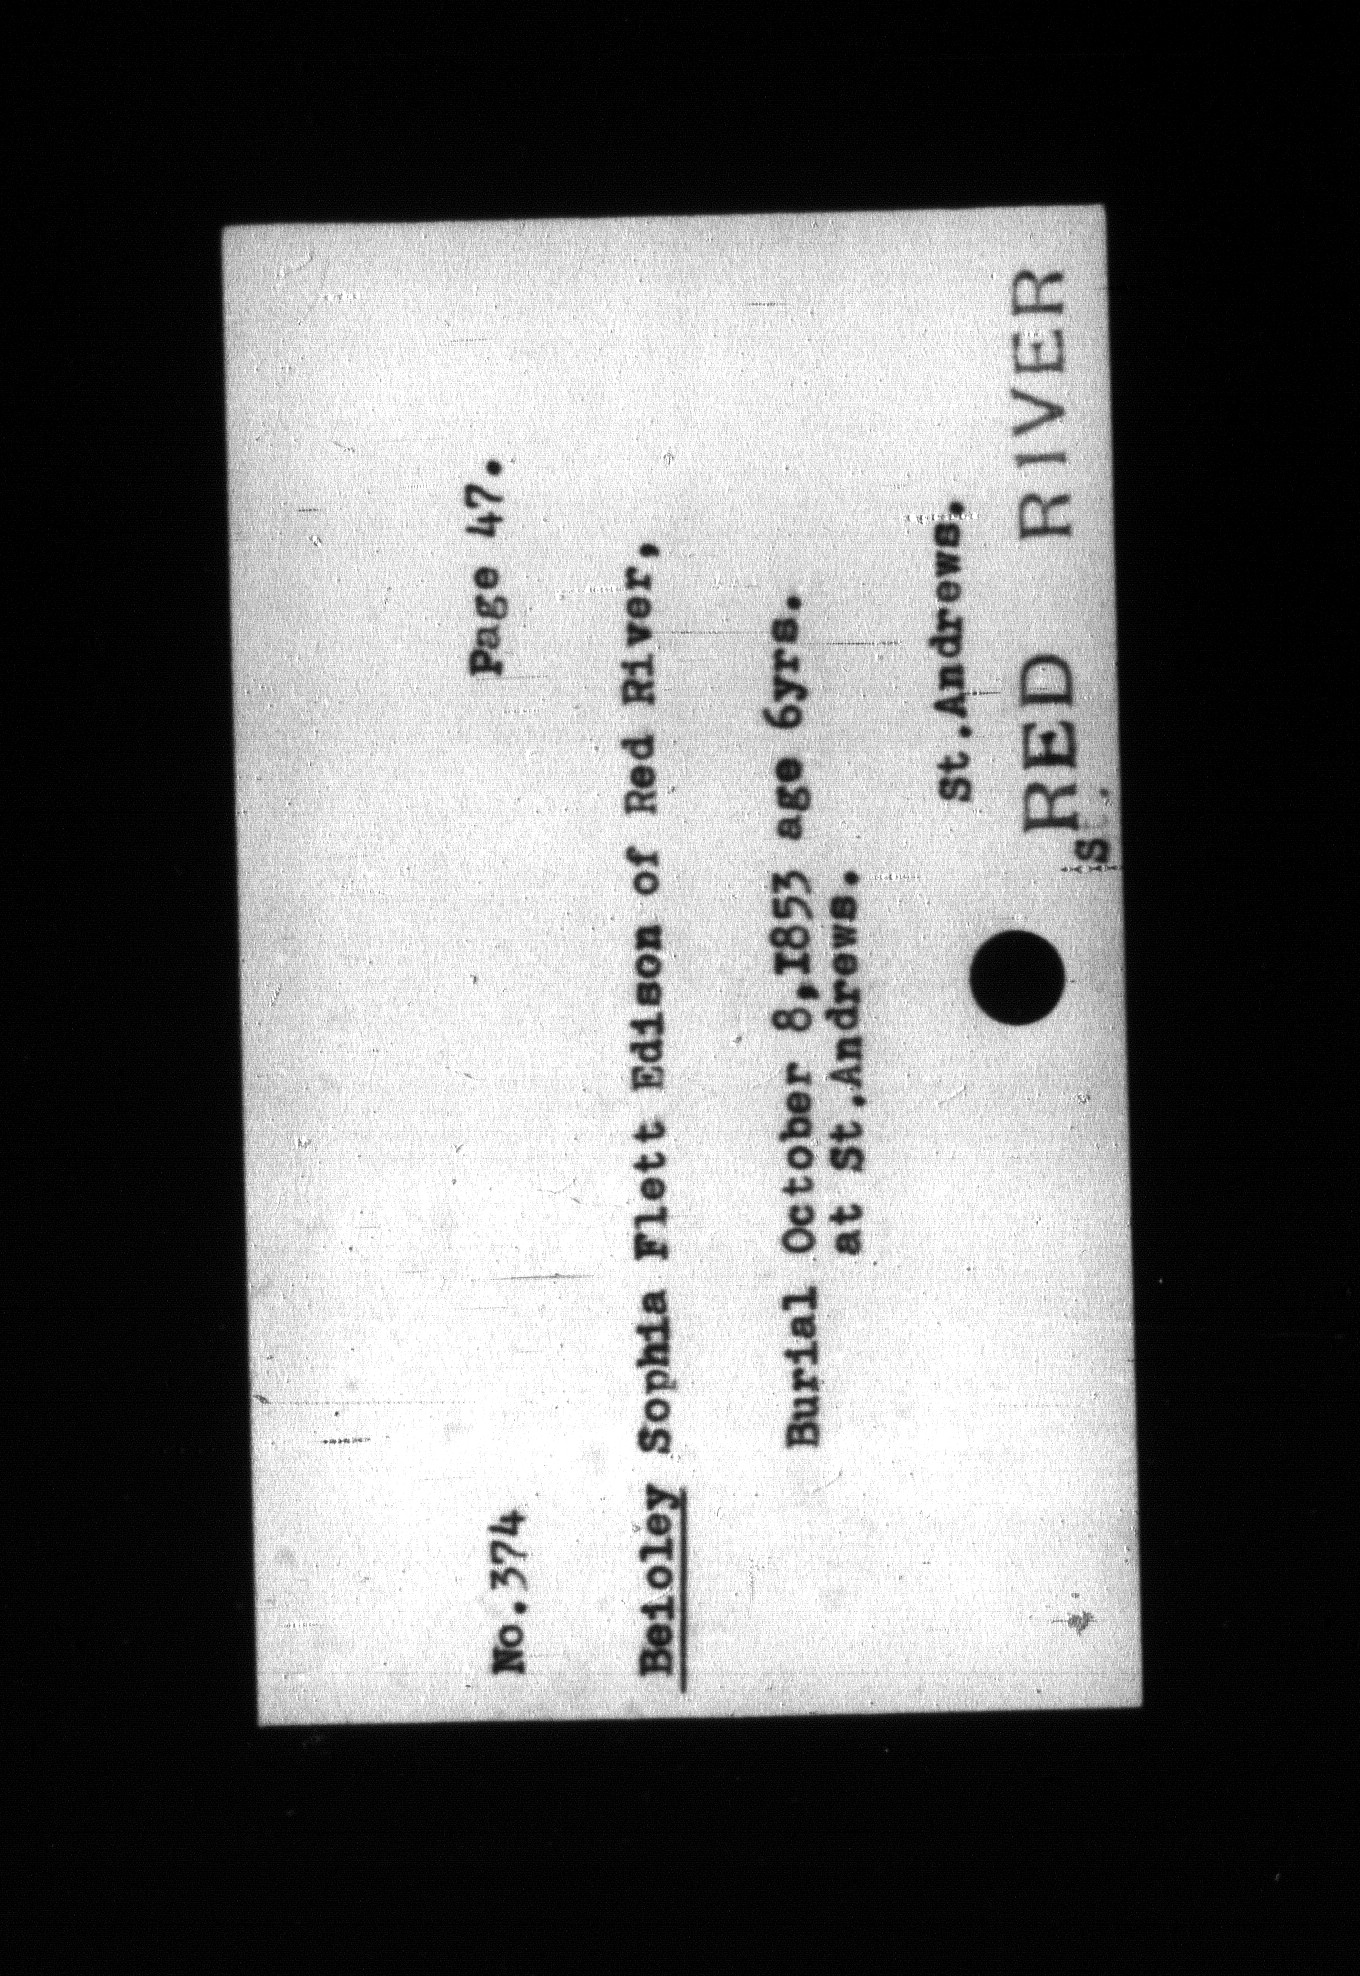 No.374 Page 47.
Beioley Sophia Flett Edison of Red River,
Burial October 8,1853 age 6yrs.
at St.Andrews.
St.Andrews.
RED RIVER
St.